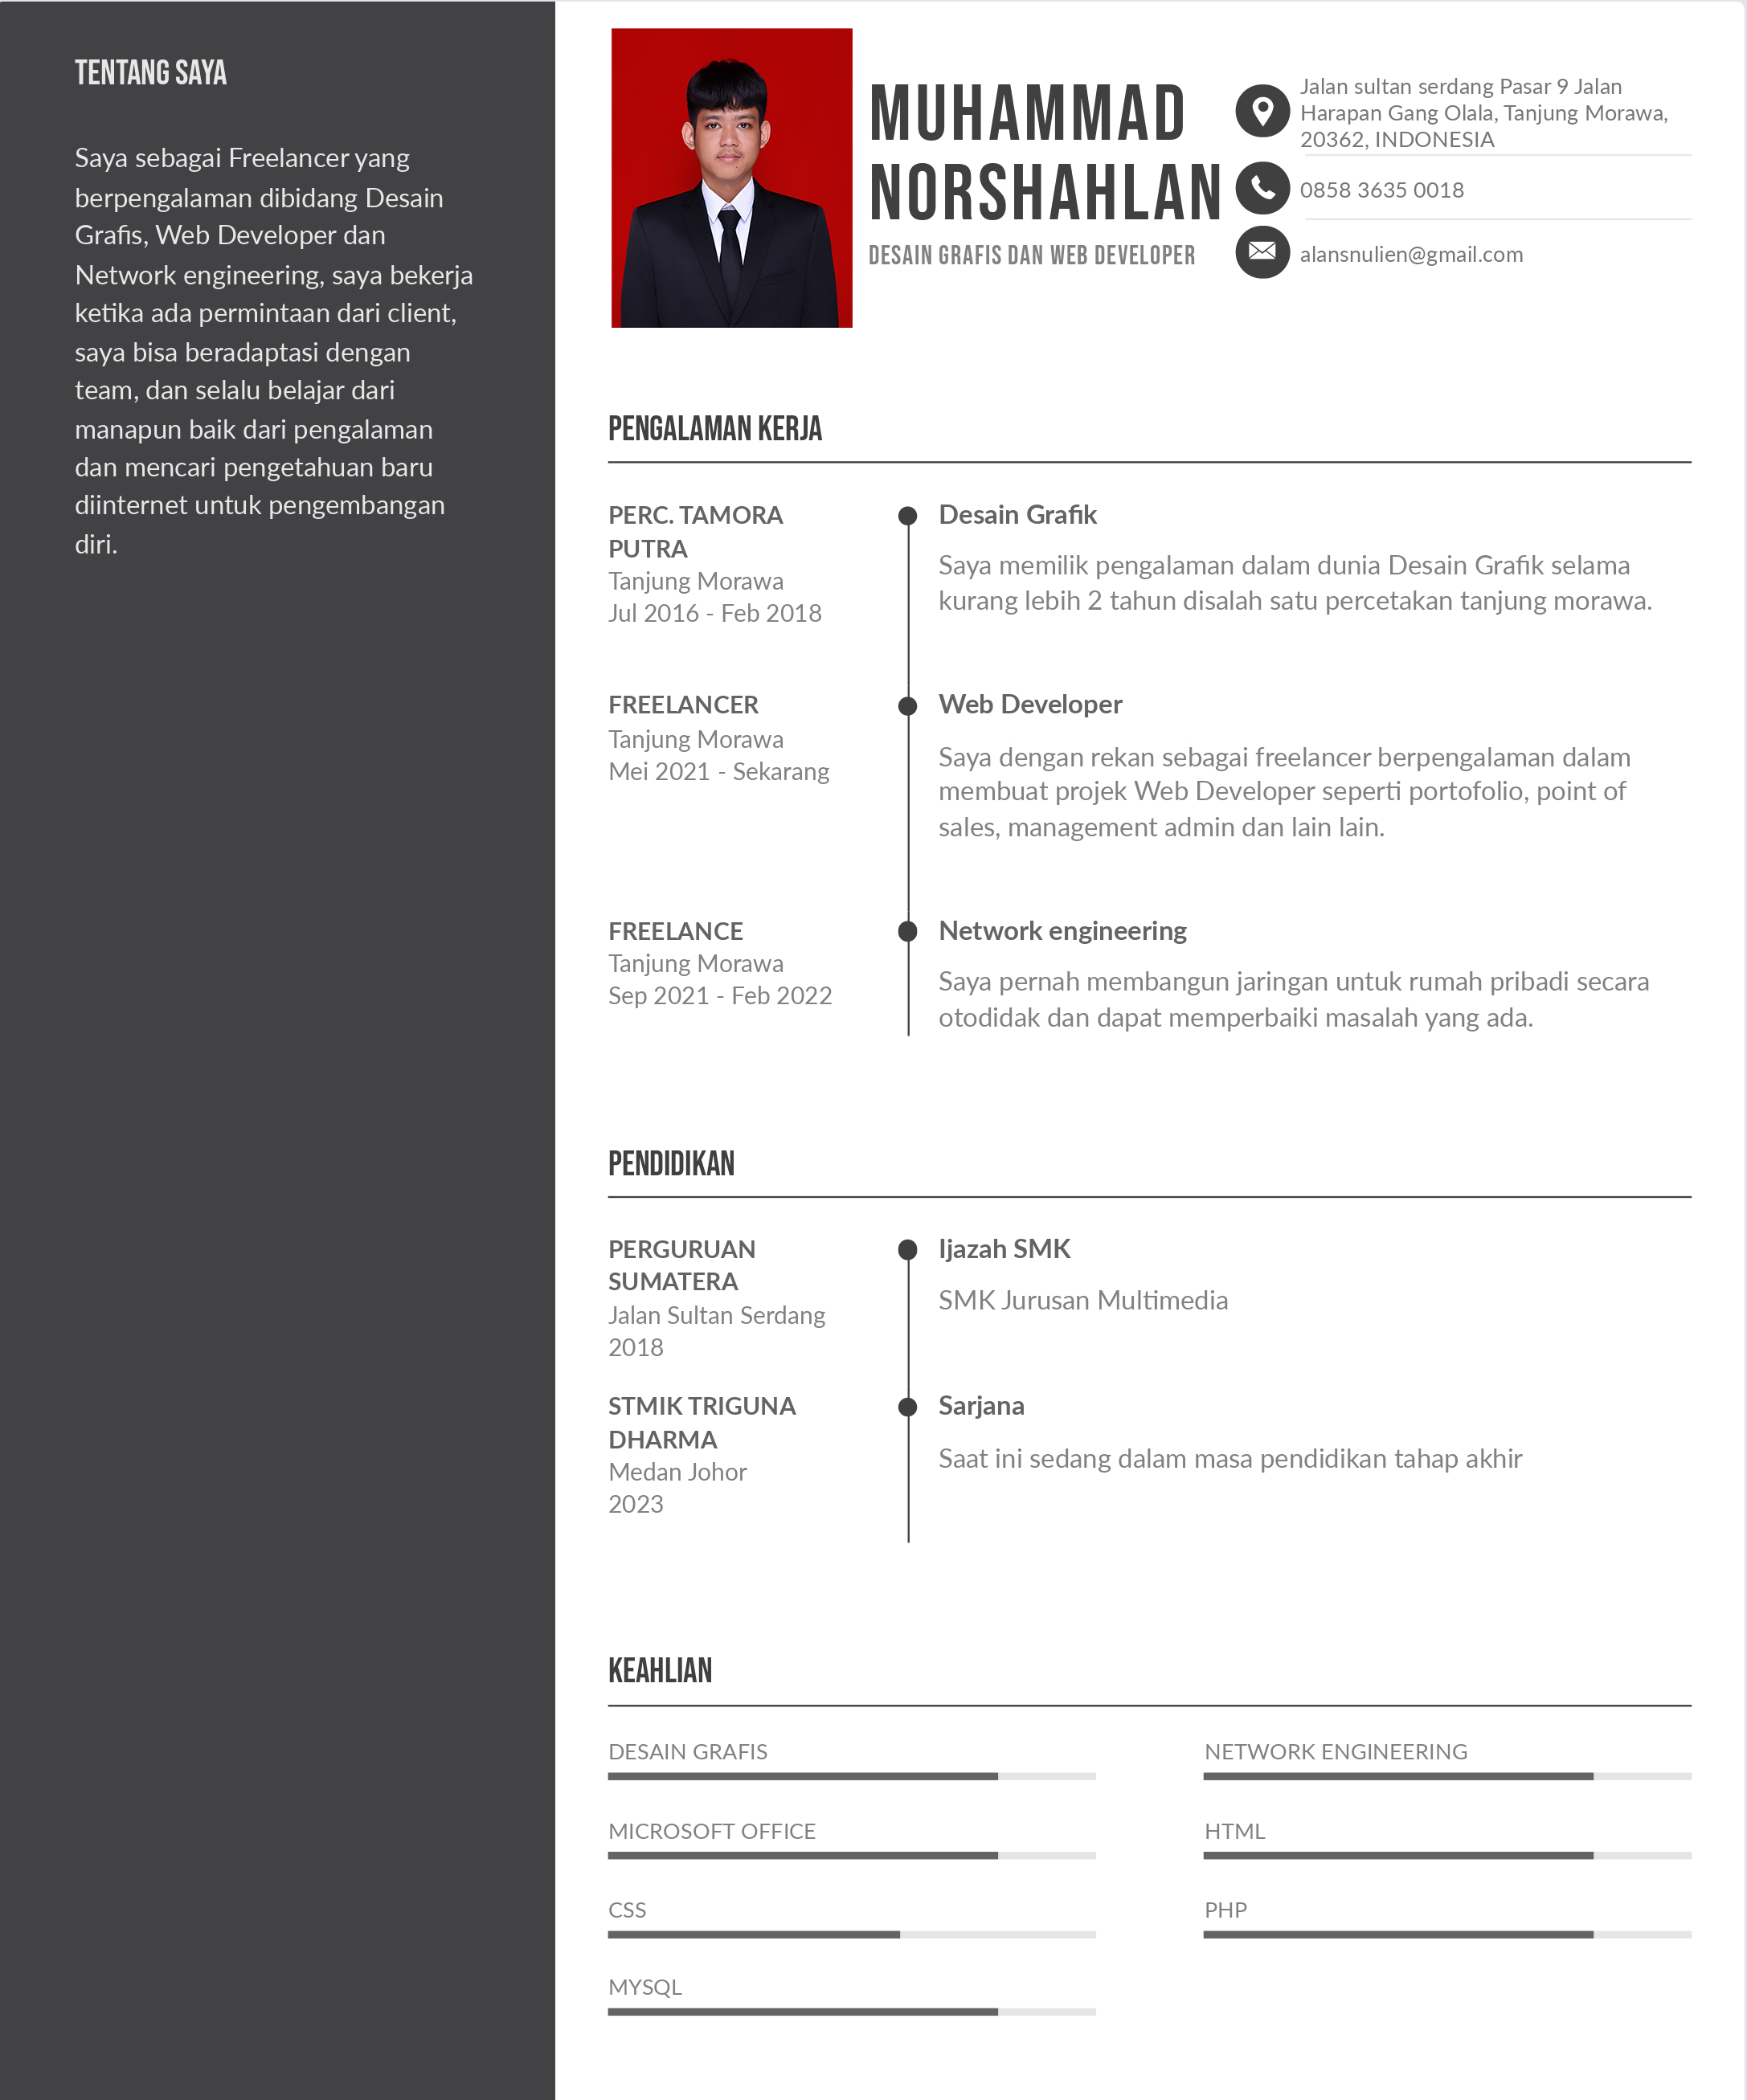 TENTANG SAYA
Saya sebagai Freelancer yang
berpengalaman dibidang Desain
Grafis, Web Developer dan
Network engineering, saya bekerja
ketika ada permintaan dari client,
saya bisa beradaptasi dengan
team, dan selalu belajar dari
manapun baik dari pengalaman
dan mencari pengetahuan baru
diinternet untuk pengembangan
diri.
MUHAMMAD
NORSHAHLAN
DESAIN GRAFIS DAN WEB DEVELOPER
Jalan sultan serdang Pasar 9 Jalan
Harapan Gang Olala, Tanjung Morawa,
20362, INDONESIA
0858 3635 0018
alansnulien@gmail.com
PENGALAMAN KERJA
PERC. TAMORA
PUTRA
Tanjung Morawa
Jul 2016 - Feb 2018
Desain Grafik
Saya memilik pengalaman dalam dunia Desain Grafik selama
kurang lebih 2 tahun disalah satu percetakan tanjung morawa.
FREELANCER
Tanjung Morawa
Mei 2021 - Sekarang
Web Developer
Saya dengan rekan sebagai freelancer berpengalaman dalam
membuat projek Web Developer seperti portofolio, point of
sales, management admin dan lain lain.
FREELANCE
Tanjung Morawa
Sep 2021 - Feb 2022
Network engineering
Saya pernah membangun jaringan untuk rumah pribadi secara
otodidak dan dapat memperbaiki masalah yang ada.
PENDIDIKAN
PERGURUAN
SUMATERA
Jalan Sultan Serdang
2018
Ijazah SMK
SMK Jurusan Multimedia
STMIK TRIGUNA
DHARMA
Medan Johor
2023
Sarjana
Saat ini sedang dalam masa pendidikan tahap akhir
KEAHLIAN
DESAIN GRAFIS
NETWORK ENGINEERING
MICROSOFT OFFICE
HTML
CSS
PHP
MYSQL